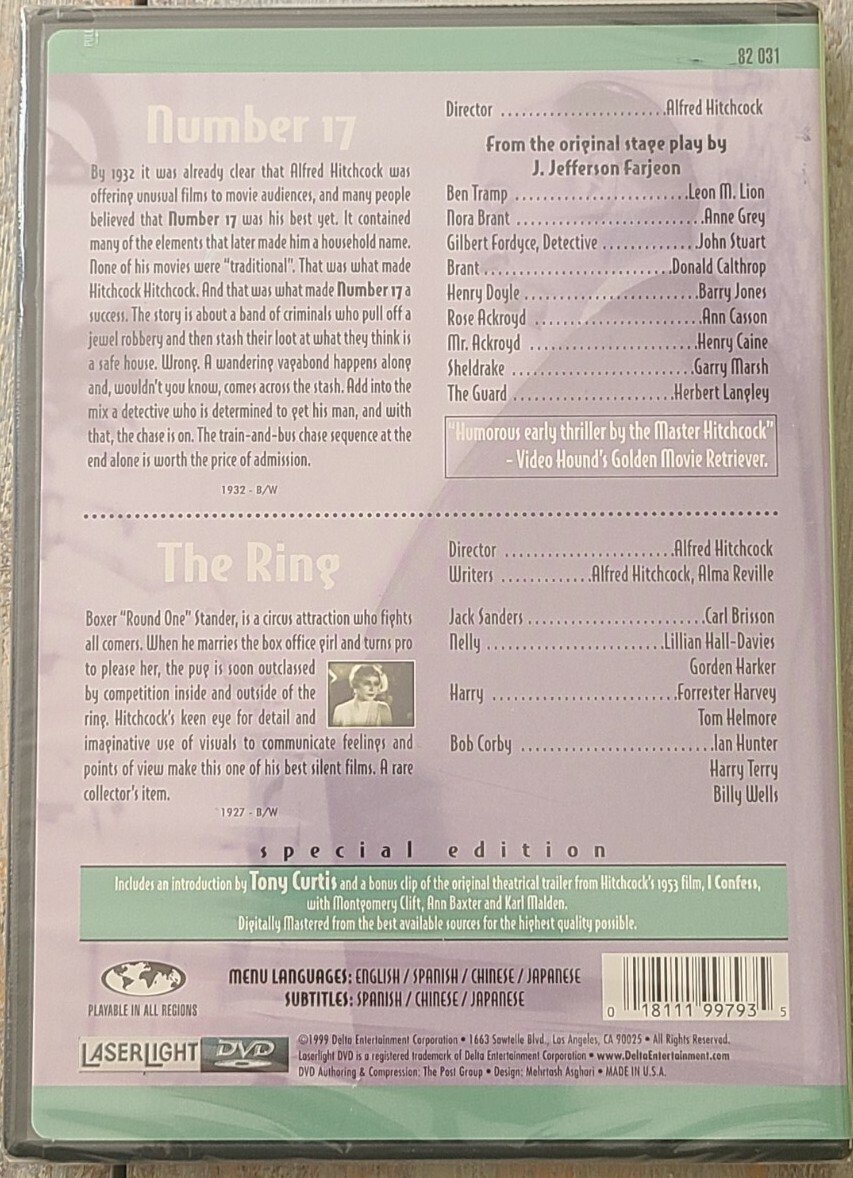 PULL
82 031
Number 17
By 1932 it was already clear that Alfred Hitchcock was
offering unusual films to movie audiences, and many people
believed that Number 17 was his best yet. It contained
many of the elements that later made him a household name.
None of his movies were "traditional". That was what made
Hitchcock Hitchcock. And that was what made Number 17 a
success. The story is about a band of criminals who pull off a
jewel robbery and then stash their loot at what they think is
a safe house. Wrong. A wandering vagabond happens along
and, wouldn't you know, comes across the stash. Add into the
mix a detective who is determined to get his man, and with
that, the chase is on. The train-and-bus chase sequence at the
end alone is worth the price of admission.
1932 - B/W
Director ........................Alfred Hitchcock
From the original stage play by
J. Jefferson Farjeon
Ben Tramp .........................Leon M. Lion
Nora Brant ...........................Anne Grey
Gilbert Fordyce, Detective .............John Stuart
Brant...........................Donald Calthrop
Henry Doyle.........................Barry Jones
Rose Ackroyd ........................Ann Casson
Mr. Ackroyd ........................Henry Caine
Sheldrake ..........................Garry Marsh
The Guard .......................Herbert Langley
"Humorous early thriller by the Master Hitchcock"
- Video Hound's Golden Movie Retriever.
The Ring
Boxer "Round One" Stander, is a circus attraction who fights
all comers. When he marries the box office girl and turns pro
to please her, the pug is soon outclassed
by competition inside and outside of the
ring. Hitchcock's keen eye for detail and
imaginative use of visuals to communicate feelings and
points of view make this one of his best silent films. A rare
collector's item.
1927 - B/W
Director ........................Alfred Hitchcock
Writers .............Alfred Hitchcock, Alma Reville
Jack Sanders..........................Carl Brisson
Nelly .........................Lillian Hall-Davies
Gorden Harker
Harry ...........................Forrester Harvey
Tom Helmore
Bob Corby ............................Ian Hunter
Harry Terry
Billy Wells
special edition
Includes an introduction by Tony Curtis and a bonus clip of the original theatrical trailer from Hitchcock's 1953 film, I Confess,
with Montgomery Clift, Ann Baxter and Karl Malden.
Digitally Mastered from the best available sources for the highest quality possible.
PLAYABLE IN ALL REGIONS
MENU LANGUAGES: ENGLISH / SPANISH / CHINESE / JAPANESE
SUBTITLES: SPANISH / CHINESE / JAPANESE
0 18111 99793 5
LASERLIGHT DVD
©1999 Delta Entertainment Corporation • 1663 Sawtelle Blvd., Los Angeles, CA 90025 • All Rights Reserved.
Laserlight DVD is a registered trademark of Delta Entertainment Corporation • www.DeltaEntertainment.com
DVD Authoring & Compression: The Post Group • Design: Mehrtash Asghari • MADE IN U.S.A.